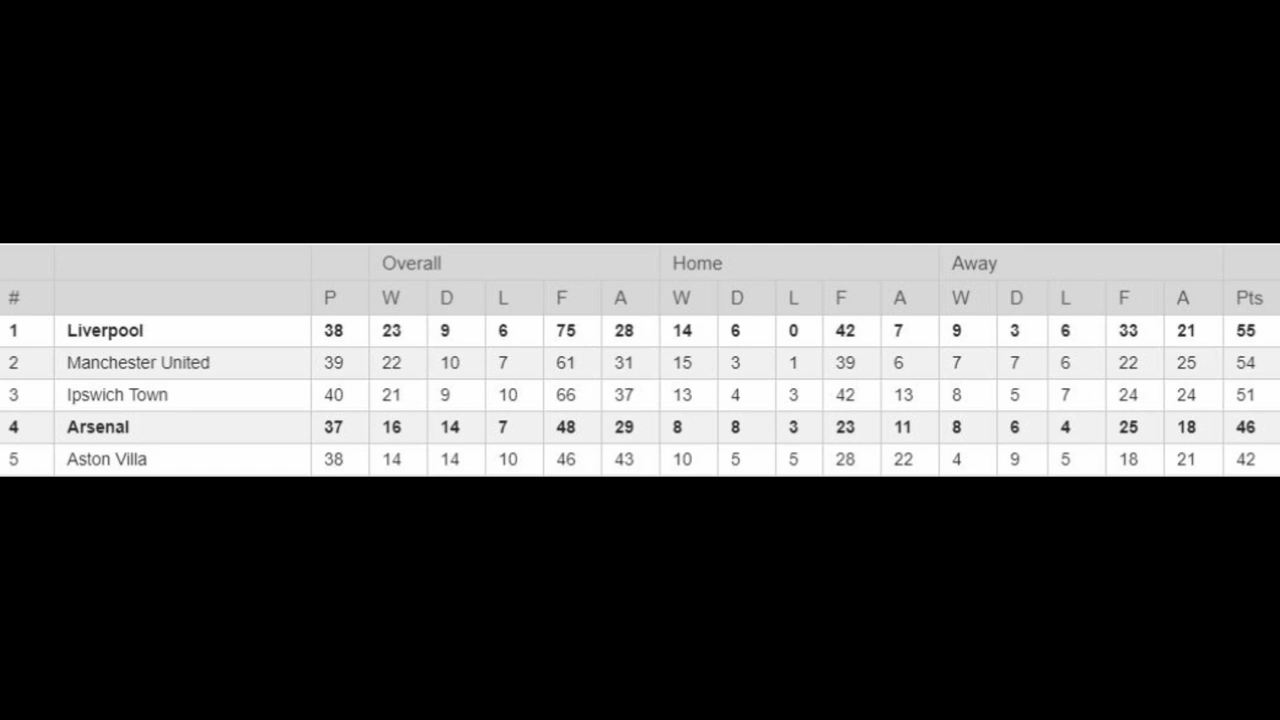 Overall Home Away
# P W D L F A W D L F A W D L F A Pts
1 Liverpool 38 23 9 6 75 28 14 6 0 42 7 9 3 6 33 21 55
2 Manchester United 39 22 10 7 61 31 15 3 1 39 6 7 7 6 22 25 54
3 Ipswich Town 40 21 9 10 66 37 13 4 3 42 13 8 5 7 24 24 51
4 Arsenal 37 16 14 7 48 29 8 8 3 23 11 8 6 4 25 18 46
5 Aston Villa 38 14 14 10 46 43 10 5 5 28 22 4 9 5 18 21 42